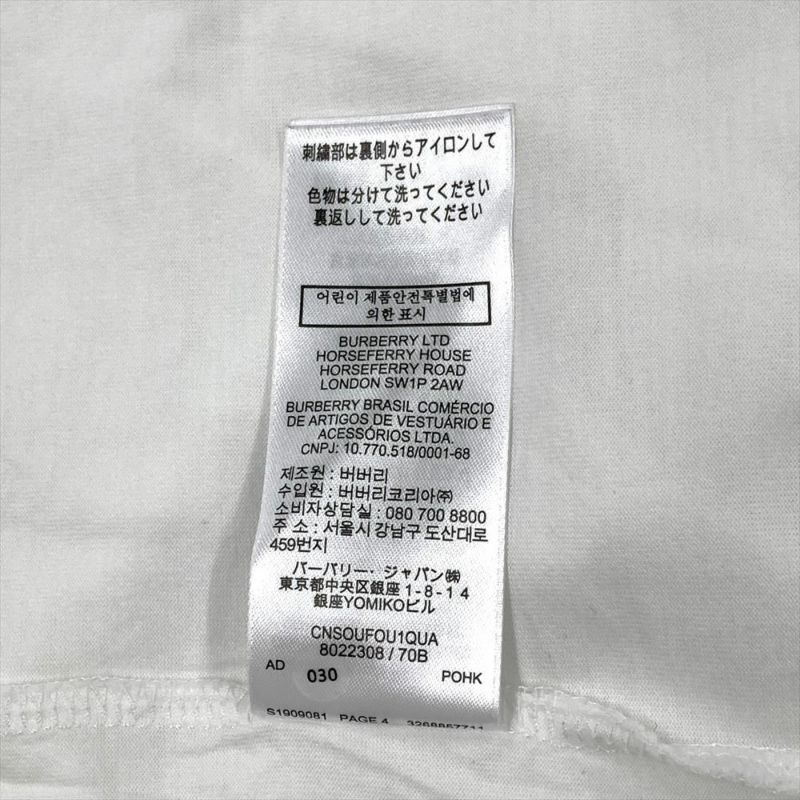 刺繍部は裏側からアイロンして
下さい
色物は分けて洗ってください
裏返しして洗ってください
어린이 제품안전특별법에
의한 표시
BURBERRY LTD
HORSEFERRY HOUSE
HORSEFERRY ROAD
LONDON SW1P 2AW
BURBERRY BRASIL COMÉRCIO
DE ARTIGOS DE VESTUÁRIO E
ACESSÓRIOS LTDA.
CNPJ: 10.770.518/0001-68
제조원 : 버버리
수입원 : 버버리코리아㈜
소비자상담실 : 080 700 8800
주 소 : 서울시 강남구 도산대로
459번지
バーバリー・ジャパン㈱
東京都中央区銀座1-8-14
銀座YOMIKOビル
CNSOUFOU1QUA
8022308 / 70B
AD 030 POHK
S1909081 PAGE 4 3268857711